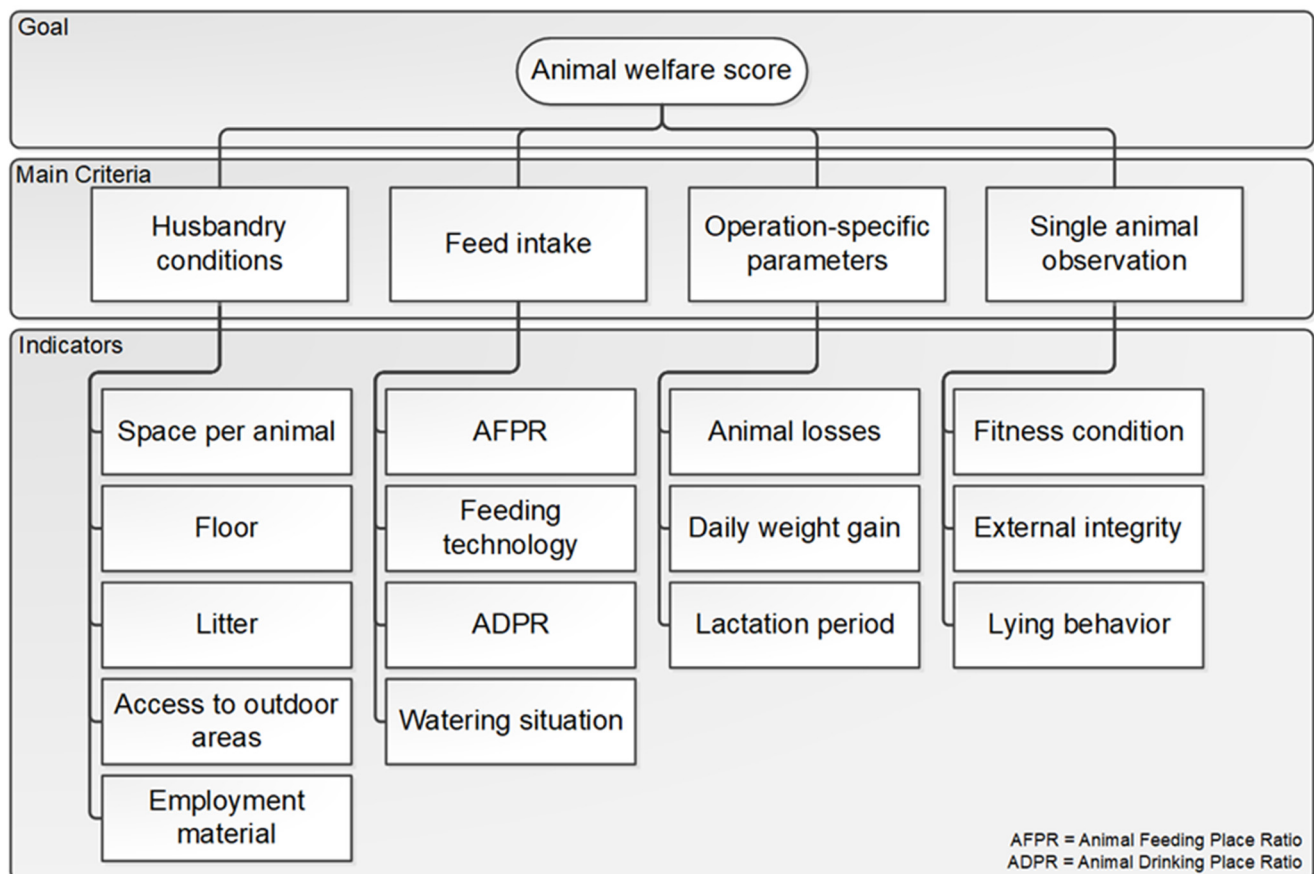 Goal
Animal welfare score
Main Criteria
Husbandry
conditions
Feed intake
Operation-specific
parameters
Single animal
observation
Indicators
Space per animal
Floor
Litter
Access to outdoor
areas
Employment
material
AFPR
Feeding
technology
ADPR
Watering situation
Animal losses
Daily weight gain
Lactation period
Fitness condition
External integrity
Lying behavior
AFPR = Animal Feeding Place Ratio
ADPR = Animal Drinking Place Ratio